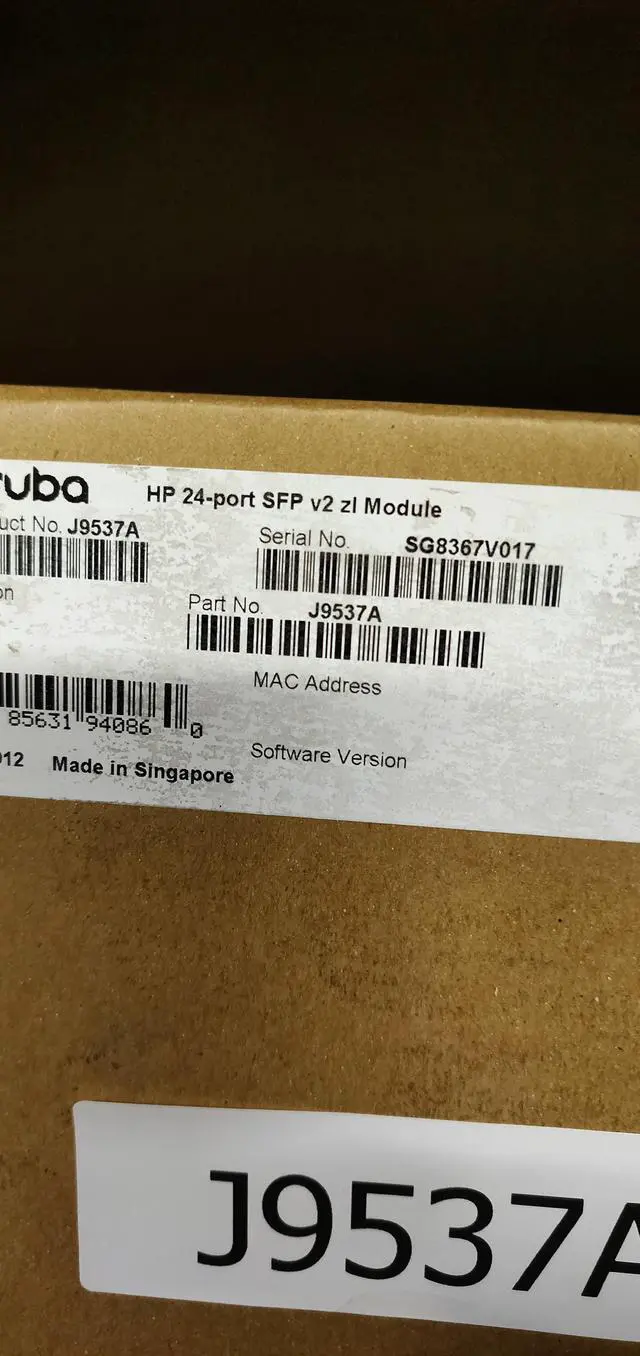 ruba HP 24-port SFP v2 zl Module
uct No. J9537A
Serial No. SG8367V017
on
Part No. J9537A
MAC Address
85631 94086 0
Software Version
012 Made in Singapore
J9537A